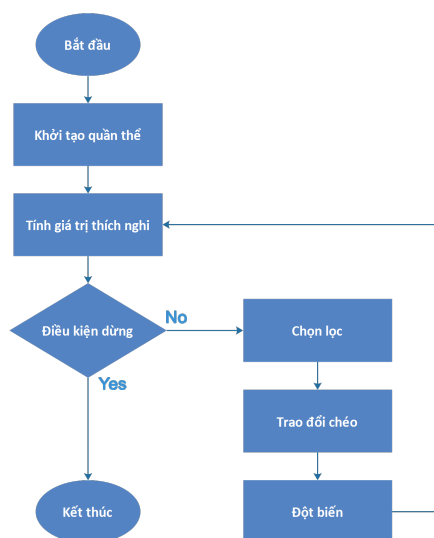 Bắt đầu
Khởi tạo quần thể
Tính giá trị thích nghi
Điều kiện dừng
No
Yes
Chọn lọc
Trao đổi chéo
Đột biến
Kết thúc